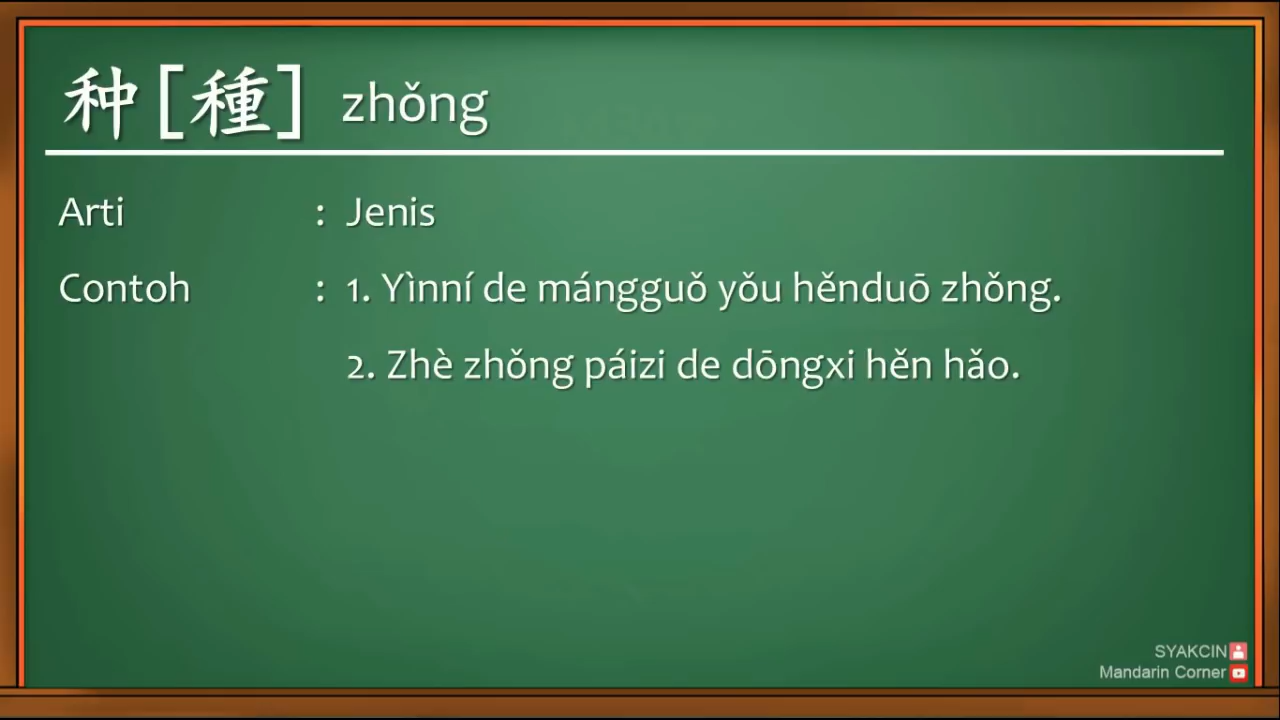 种[種] zhǒng
Arti : Jenis
Contoh : 1. Yìnní de mángguǒ yǒu hěnduō zhǒng.
2. Zhè zhǒng páizi de dōngxi hěn hǎo.
SYAKCIN
Mandarin Corner